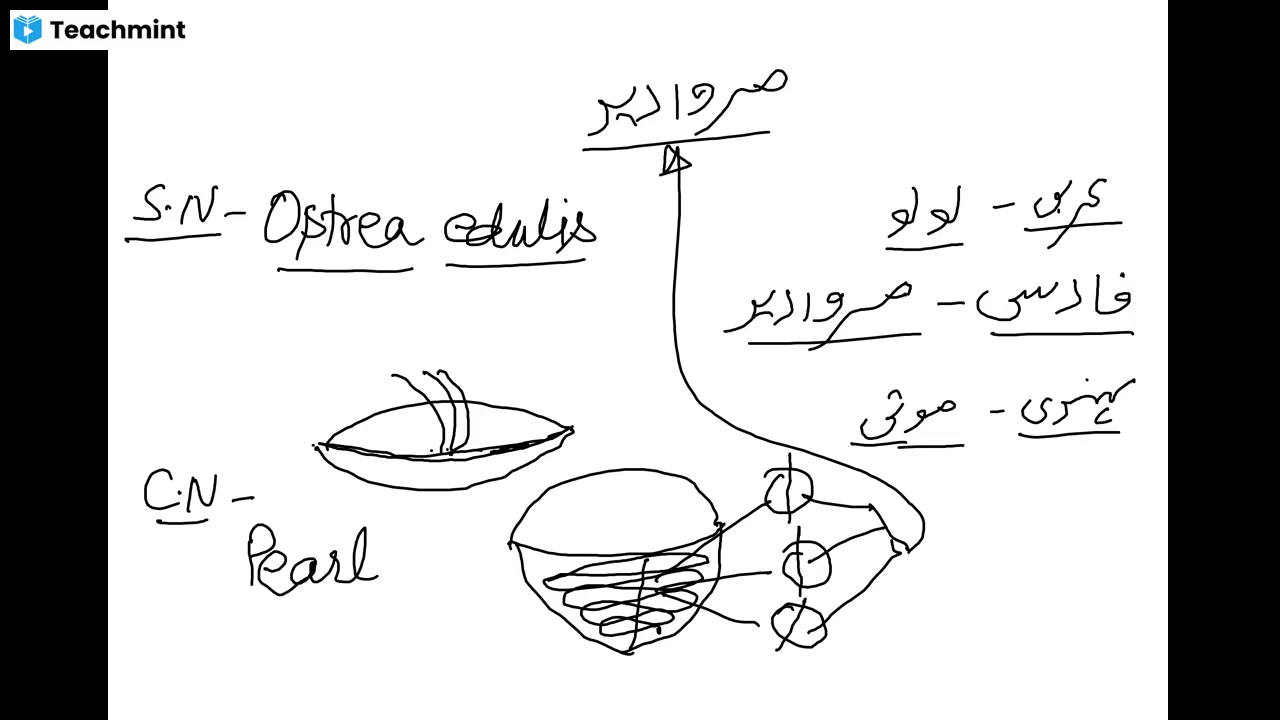 Teachmint
مروارید
S.N - Ostrea edulis
عربی - لولو
فارسی - مروارید
ہندی - موتی
C.N -
Pearl